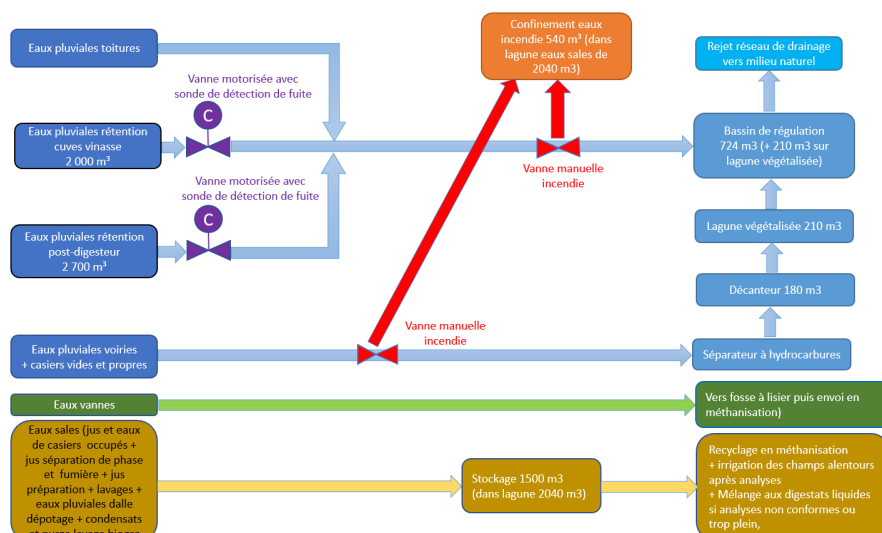 Eaux pluviales toitures
Vanne motorisée avec
sonde de détection de fuite
C
Confinement eaux
incendie 540 m³ (dans
lagune eaux sales de
2040 m3)
Rejet réseau de drainage
vers milieu naturel
Eaux pluviales rétention
cuves vinasse
2 000 m³
Vanne manuelle
incendie
Bassin de régulation
724 m3 (+ 210 m3 sur
lagune végétalisée)
Vanne motorisée avec
sonde de détection de fuite
C
Eaux pluviales rétention
post-digesteur
2 700 m³
Lagune végétalisée 210 m3
Décanteur 180 m3
Vanne manuelle
incendie
Eaux pluviales voiries
+ casiers vides et propres
Séparateur à hydrocarbures
Eaux vannes
Vers fosse à lisier puis envoi en
méthanisation)
Eaux sales (jus et eaux
de casiers occupés +
jus séparation de phase
et fumière + jus
préparation + lavages +
eaux pluviales dalle
dépotage + condensats
Stockage 1500 m3
(dans lagune 2040 m3)
Recyclage en méthanisation
+ irrigation des champs alentours
après analyses
+ Mélange aux digestats liquides
si analyses non conformes ou
trop plein,